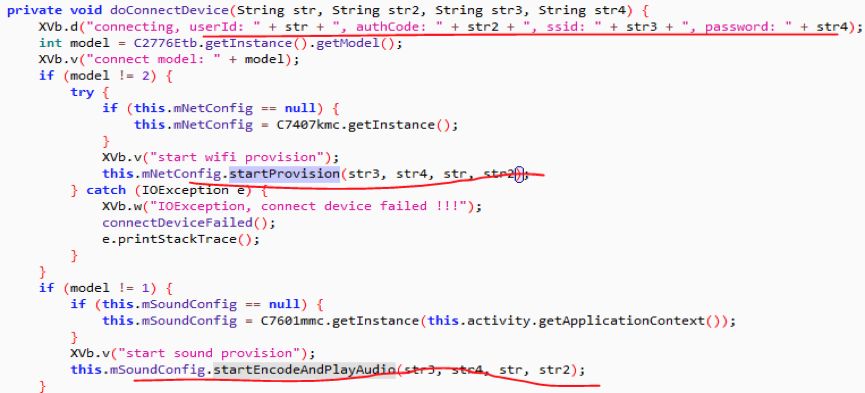 private void doConnectDevice(String str, String str2, String str3, String str4) {
XVb.d("connecting, userId: " + str + ", authCode: " + str2 + ", ssid: " + str3 + ", password: " + str4);
int model = C2776Etb.getInstance().getModel();
XVb.v("connect model: " + model);
if (model != 2) {
try {
if (this.mNetConfig == null) {
this.mNetConfig = C7407kmc.getInstance();
}
XVb.v("start wifi provision");
this.mNetConfig.startProvision(str3, str4, str, str2);
} catch (IOException e) {
XVb.w("IOException, connect device failed !!!");
connectDeviceFailed();
e.printStackTrace();
}
}
if (model != 1) {
if (this.mSoundConfig == null) {
this.mSoundConfig = C7601mmc.getInstance(this.activity.getApplicationContext());
}
XVb.v("start sound provision");
this.mSoundConfig.startEncodeAndPlayAudio(str3, str4, str, str2);
}